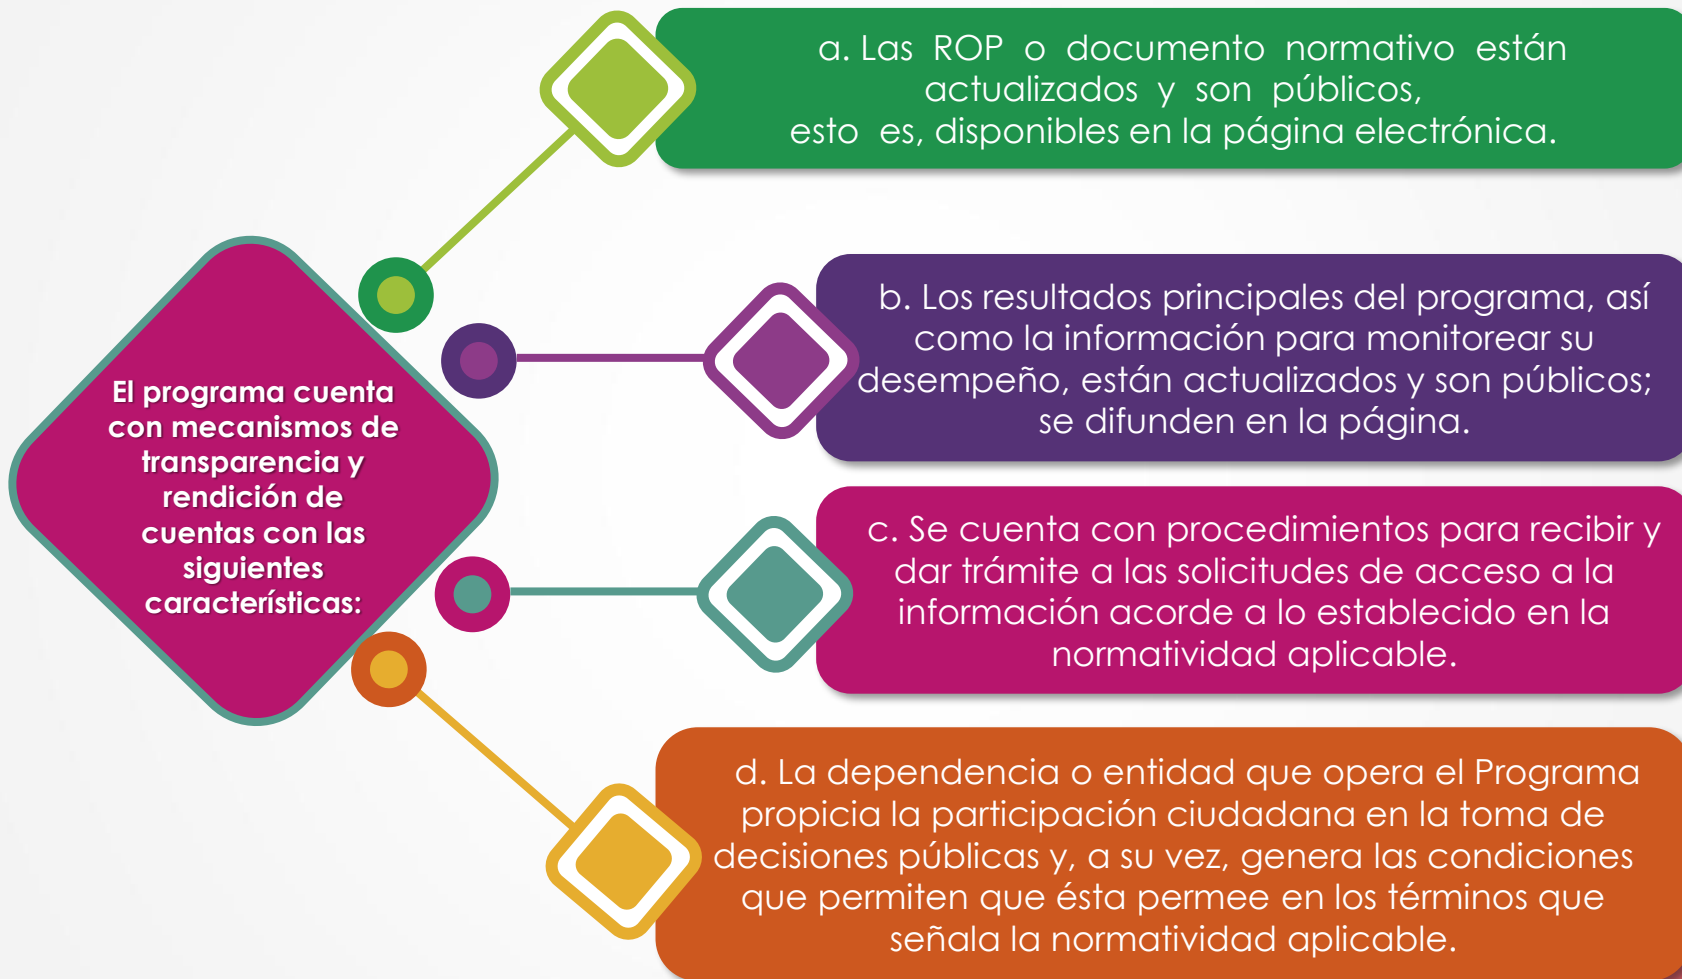 a. Las ROP o documento normativo están
actualizados y son públicos,
esto es, disponibles en la página electrónica.
b. Los resultados principales del programa, así
como la información para monitorear su
desempeño, están actualizados y son públicos;
se difunden en la página.
El programa cuenta
con mecanismos de
transparencia y
rendición de
cuentas con las
siguientes
características:
c. Se cuenta con procedimientos para recibir y
dar trámite a las solicitudes de acceso a la
información acorde a lo establecido en la
normatividad aplicable.
d. La dependencia o entidad que opera el Programa
propicia la participación ciudadana en la toma de
decisiones públicas y, a su vez, genera las condiciones
que permiten que ésta permee en los términos que
señala la normatividad aplicable.